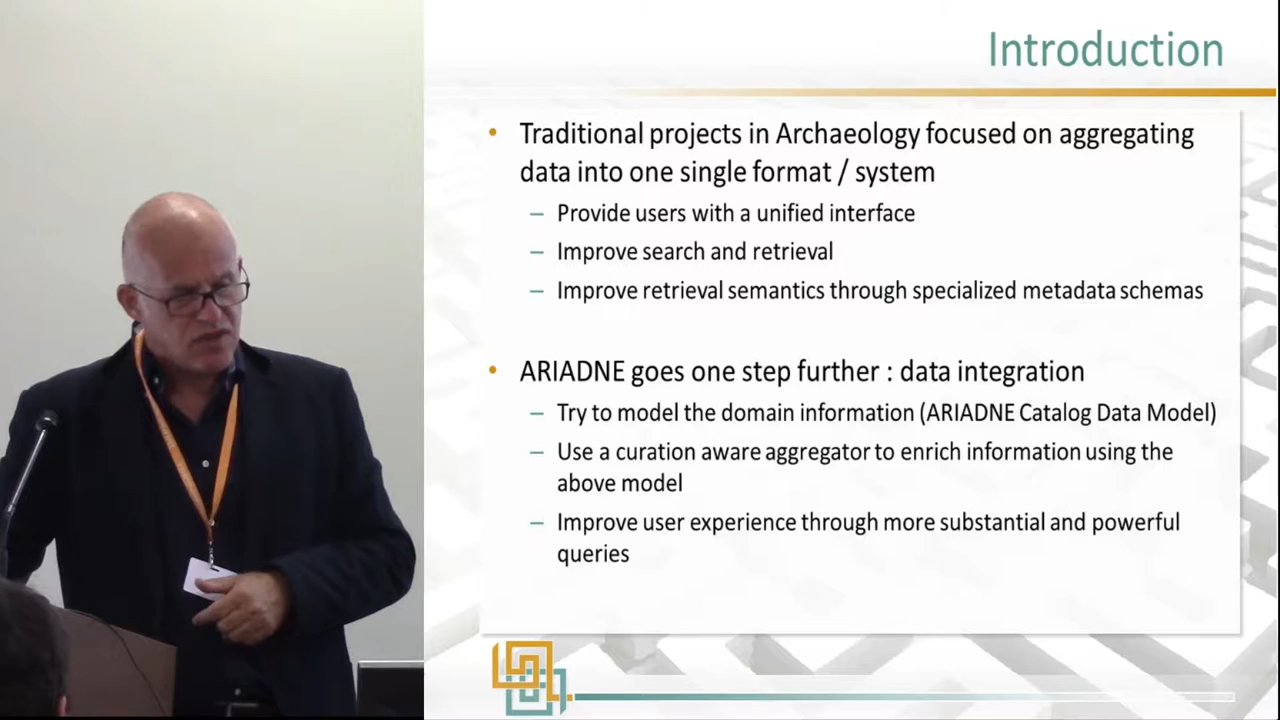 Introduction
• Traditional projects in Archaeology focused on aggregating
data into one single format / system
– Provide users with a unified interface
– Improve search and retrieval
– Improve retrieval semantics through specialized metadata schemas
• ARIADNE goes one step further : data integration
– Try to model the domain information (ARIADNE Catalog Data Model)
– Use a curation aware aggregator to enrich information using the
above model
– Improve user experience through more substantial and powerful
queries